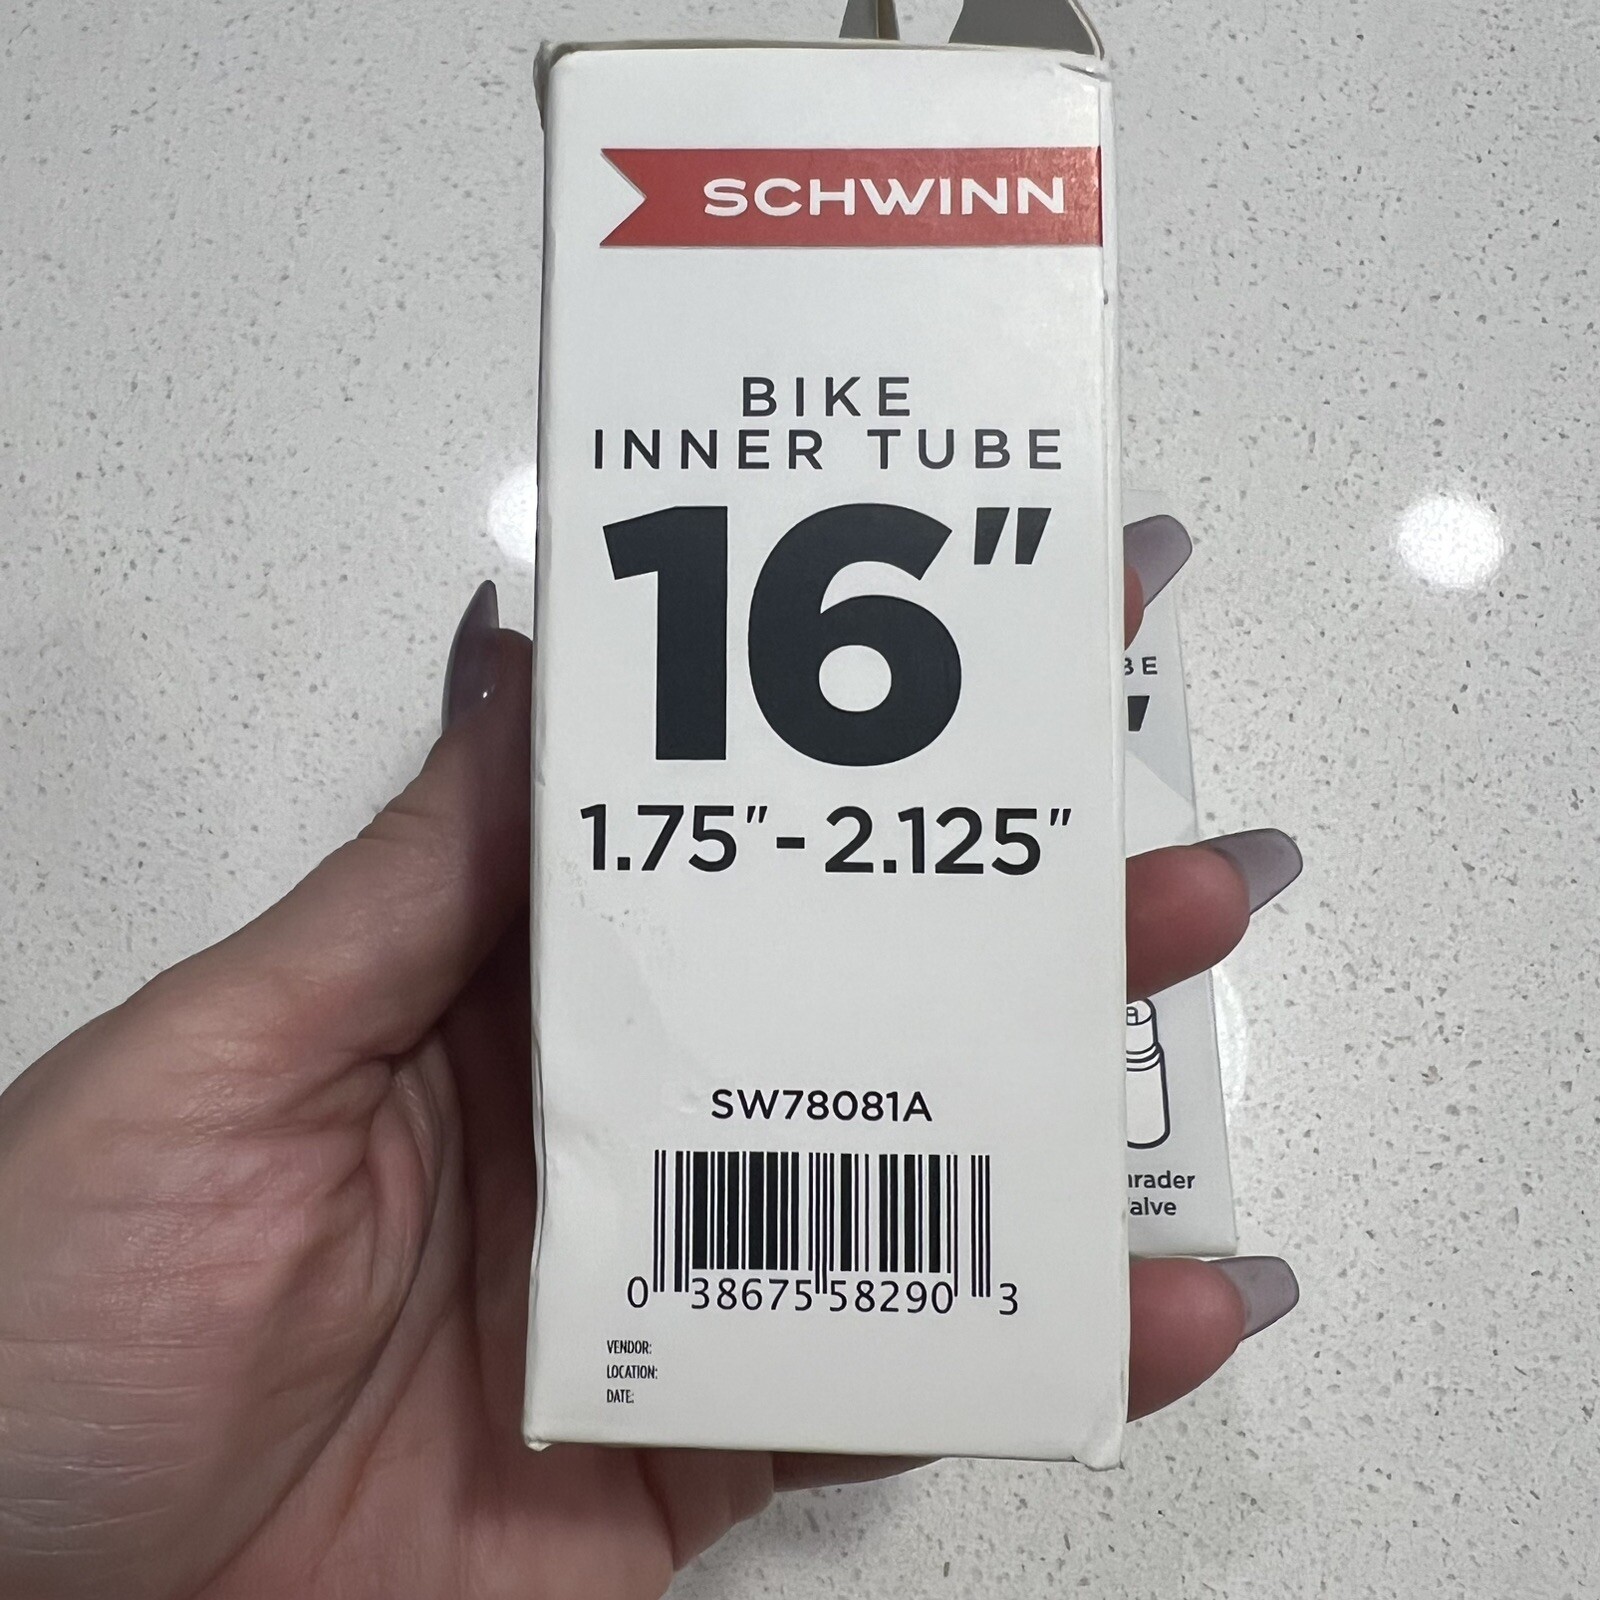 SCHWINN
BIKE
INNER TUBE
16"
1.75"-2.125"
SW78081A
0 38675 58290 3
VENDOR:
LOCATION:
DATE: